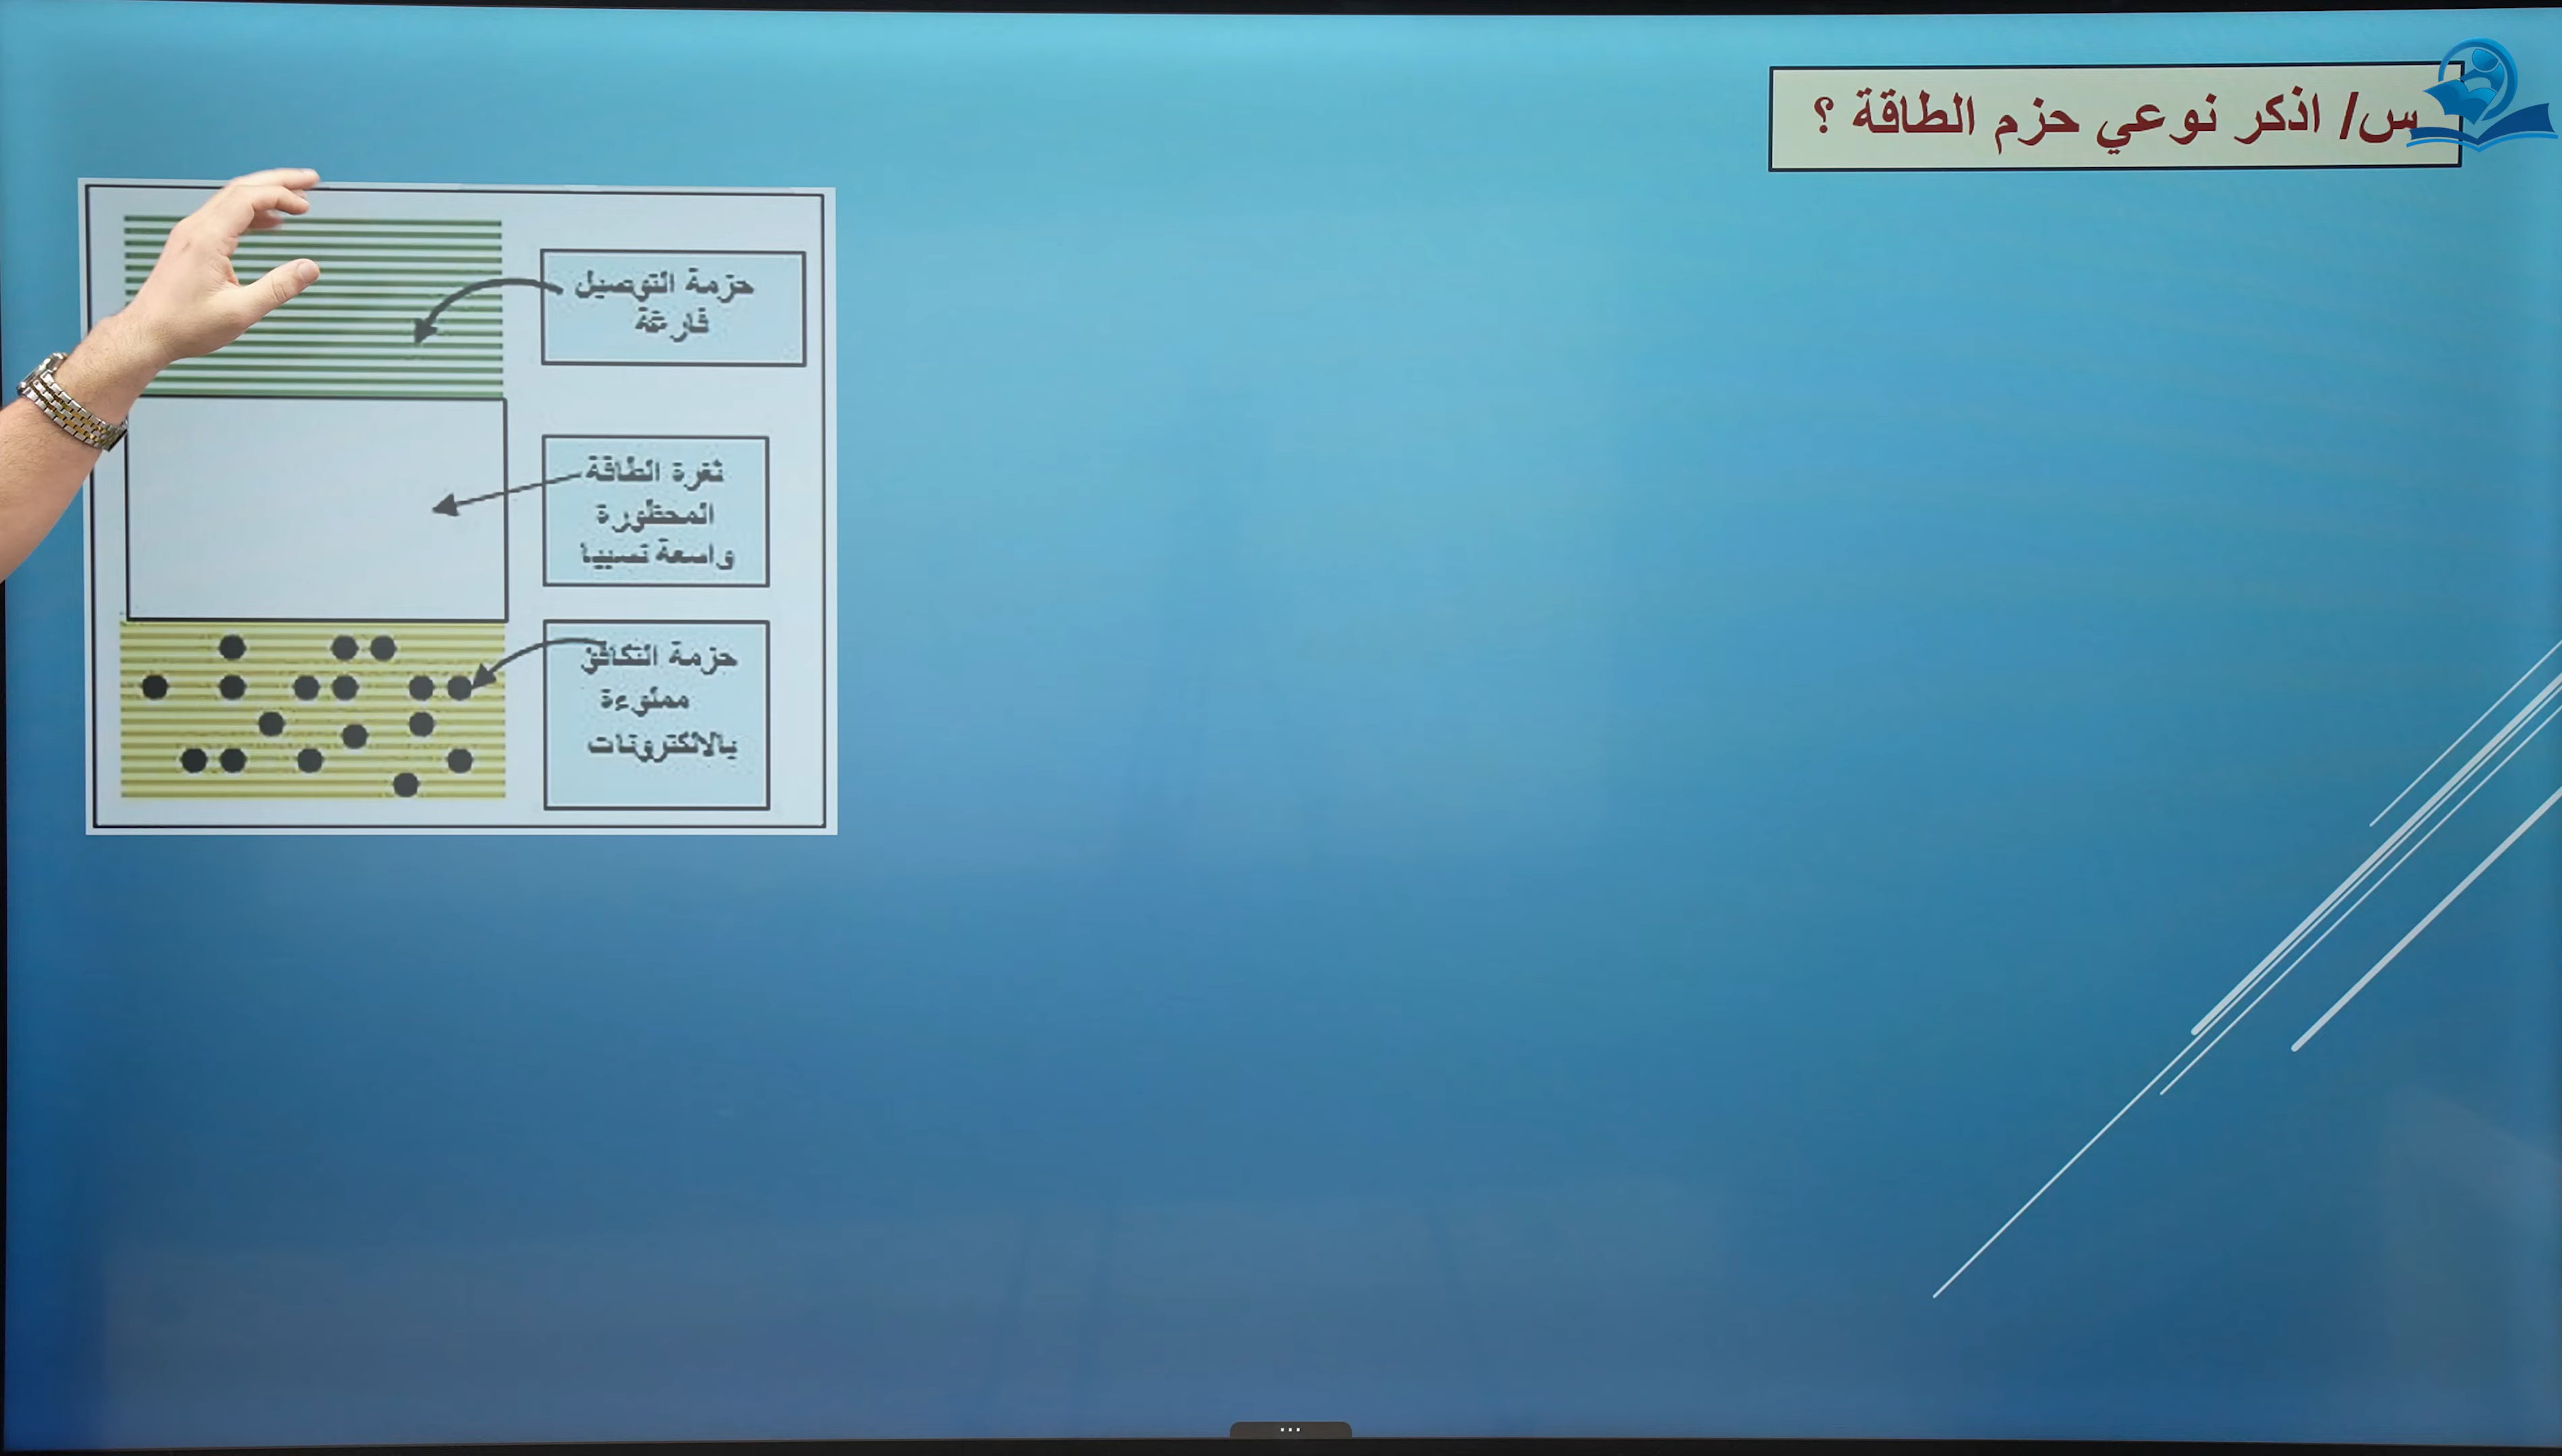 س/ اذكر نوعي حزم الطاقة ؟
حزمة التوصيل
فارغة
ثغرة الطاقة
المحظورة
واسعة نسبيا
حزمة التكافؤ
مملوءة
بالالكترونات